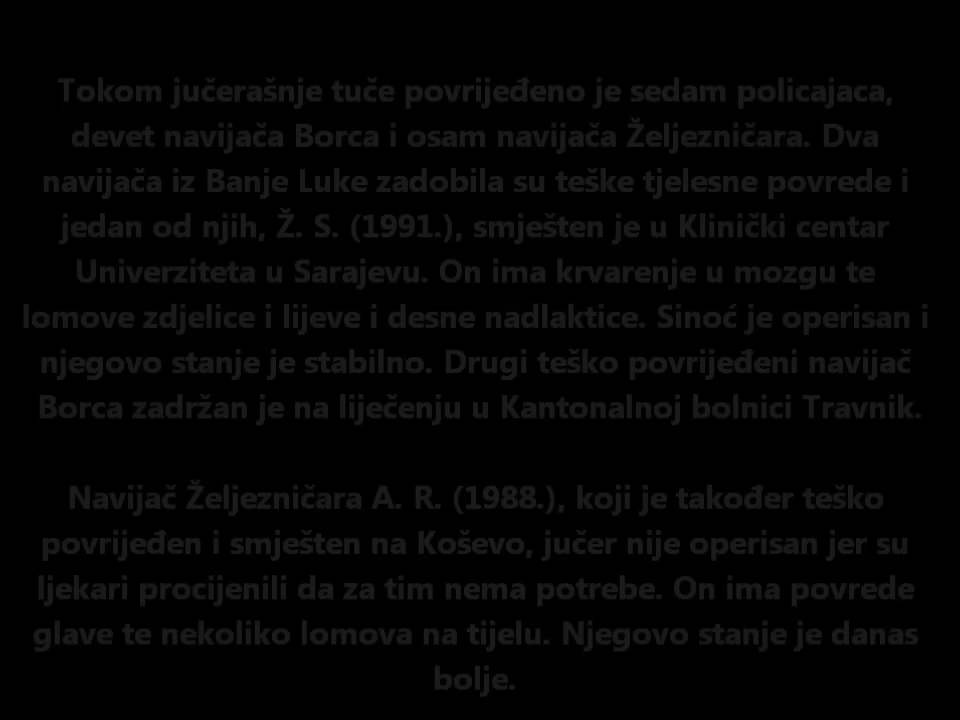 Tokom jučerašnje tuče povrijeđeno je sedam policajaca,
devet navijača Borca i osam navijača Željezničara. Dva
navijača iz Banje Luke zadobila su teške tjelesne povrede i
jedan od njih, Ž. S. (1991.), smješten je u Klinički centar
Univerziteta u Sarajevu. On ima krvarenje u mozgu te
lomove zdjelice i lijeve i desne nadlaktice. Sinoć je operisan i
njegovo stanje je stabilno. Drugi teško povrijeđeni navijač
Borca zadržan je na liječenju u Kantonalnoj bolnici Travnik.
Navijač Željezničara A. R. (1988.), koji je također teško
povrijeđen i smješten na Koševo, jučer nije operisan jer su
ljekari procijenili da za tim nema potrebe. On ima povrede
glave te nekoliko lomova na tijelu. Njegovo stanje je danas
bolje.